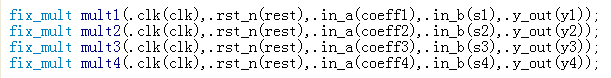 fix_mult mult1(.clk(clk),.rst_n(rest),.in_a(coeff1),.in_b(s1),.y_out(y1));
fix_mult mult2(.clk(clk),.rst_n(rest),.in_a(coeff2),.in_b(s2),.y_out(y2));
fix_mult mult3(.clk(clk),.rst_n(rest),.in_a(coeff3),.in_b(s3),.y_out(y3));
fix_mult mult4(.clk(clk),.rst_n(rest),.in_a(coeff4),.in_b(s4),.y_out(y4));